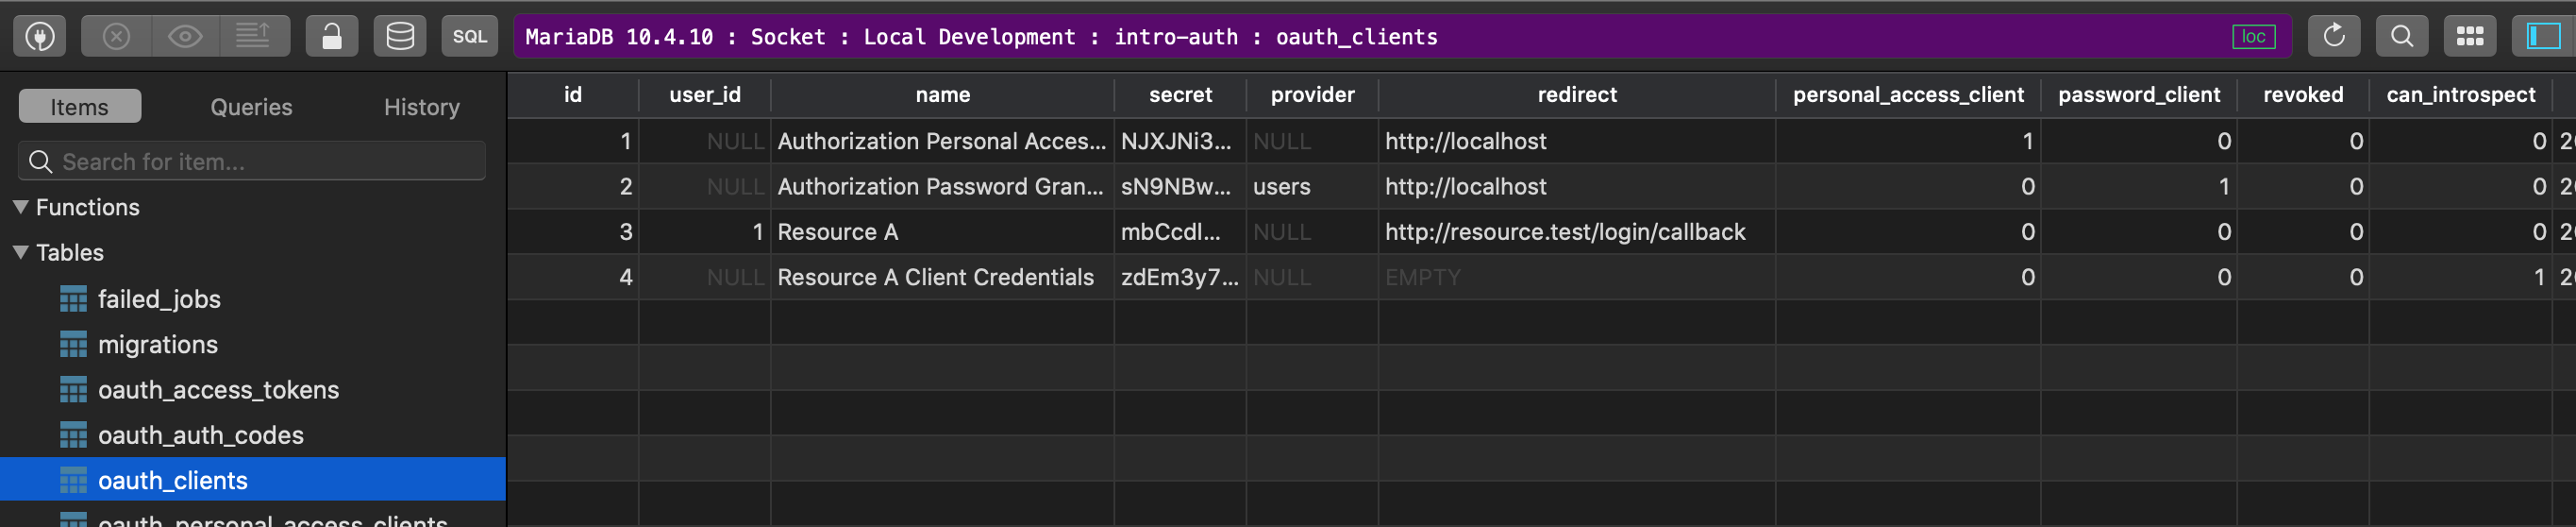 SQL
MariaDB 10.4.10 : Socket : Local Development : intro-auth : oauth_clients
loc
Items Queries History
Search for item...
Functions
Tables
failed_jobs
migrations
oauth_access_tokens
oauth_auth_codes
oauth_clients
oauth_personal_access_clients
id user_id name secret provider redirect personal_access_client password_client revoked can_introspect
1 NULL Authorization Personal Acces... NJXJNi3... NULL http://localhost 1 0 0 0 20
2 NULL Authorization Password Gran... sN9NBw... users http://localhost 0 1 0 0 20
3 1 Resource A mbCcdl... NULL http://resource.test/login/callback 0 0 0 0 20
4 NULL Resource A Client Credentials zdEm3y7... NULL EMPTY 0 0 0 1 20